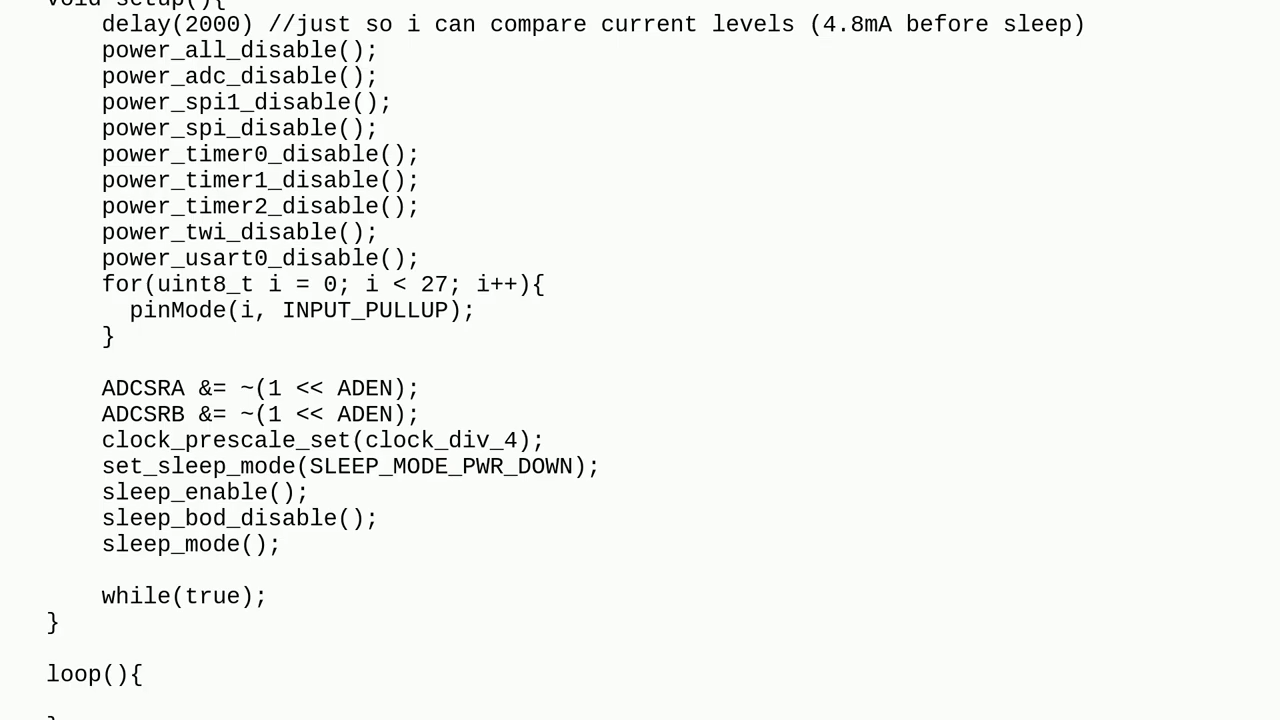 void setup(){
    delay(2000) //just so i can compare current levels (4.8mA before sleep)
    power_all_disable();
    power_adc_disable();
    power_spi1_disable();
    power_spi_disable();
    power_timer0_disable();
    power_timer1_disable();
    power_timer2_disable();
    power_twi_disable();
    power_usart0_disable();
    for(uint8_t i = 0; i < 27; i++){
      pinMode(i, INPUT_PULLUP);
    }

    ADCSRA &= ~(1 << ADEN);
    ADCSRB &= ~(1 << ADEN);
    clock_prescale_set(clock_div_4);
    set_sleep_mode(SLEEP_MODE_PWR_DOWN);
    sleep_enable();
    sleep_bod_disable();
    sleep_mode();

    while(true);
}

loop(){

}